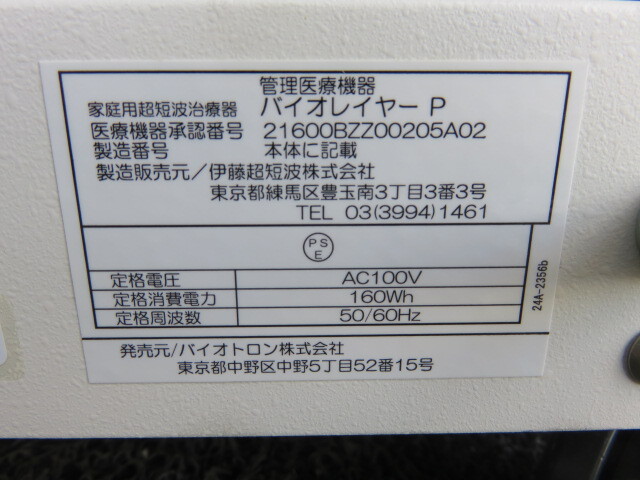 管理医療機器
家庭用超短波治療器 バイオレイヤー P
医療機器承認番号 21600BZZ00205A02
製造番号 本体に記載
製造販売元／伊藤超短波株式会社
東京都練馬区豊玉南3丁目3番3号
TEL 03(3994)1461
PS
E
定格電圧 AC100V
定格消費電力 160Wh
定格周波数 50/60Hz
24A-2356b
発売元/バイオトロン株式会社
東京都中野区中野5丁目52番15号